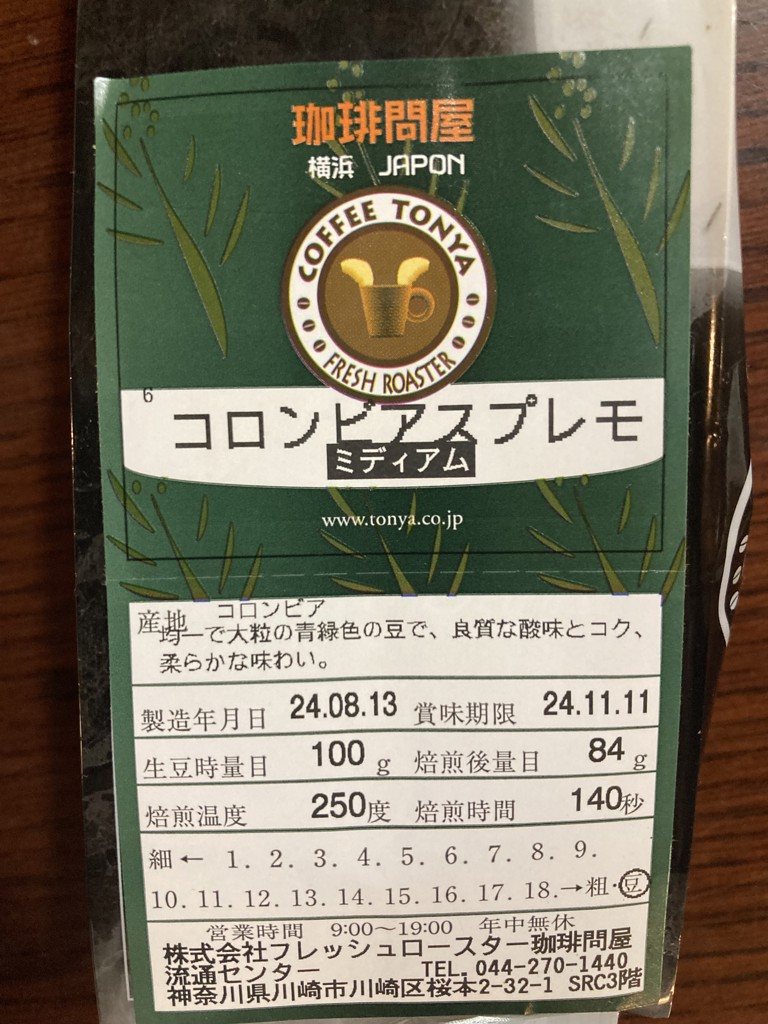 珈琲問屋
横浜 JAPON
COFFEE TONYA
FRESH ROASTER
6
コロンビアスプレモ
ミディアム
www.tonya.co.jp
産地 コロンビア
均一で大粒の青緑色の豆で、良質な酸味とコク、
柔らかな味わい。
製造年月日 24.08.13 賞味期限 24.11.11
生豆時量目 100 g 焙煎後量目 84 g
焙煎温度 250度 焙煎時間 140秒
細← 1. 2. 3. 4. 5. 6. 7. 8. 9.
10. 11. 12. 13. 14. 15. 16. 17. 18.→粗・豆
営業時間 9:00〜19:00 年中無休
株式会社フレッシュロースター珈琲問屋
流通センター TEL.044-270-1440
神奈川県川崎市川崎区桜本2-32-1 SRC3階